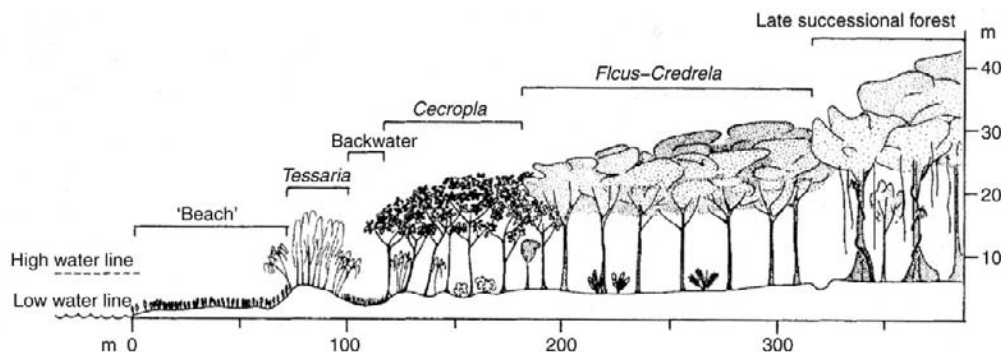 Late successional forest
m
40
Flcus–Credrela
Cecropla
30
Backwater
Tessaria
20
'Beach'
High water line
10
Low water line
m 0 100 200 300